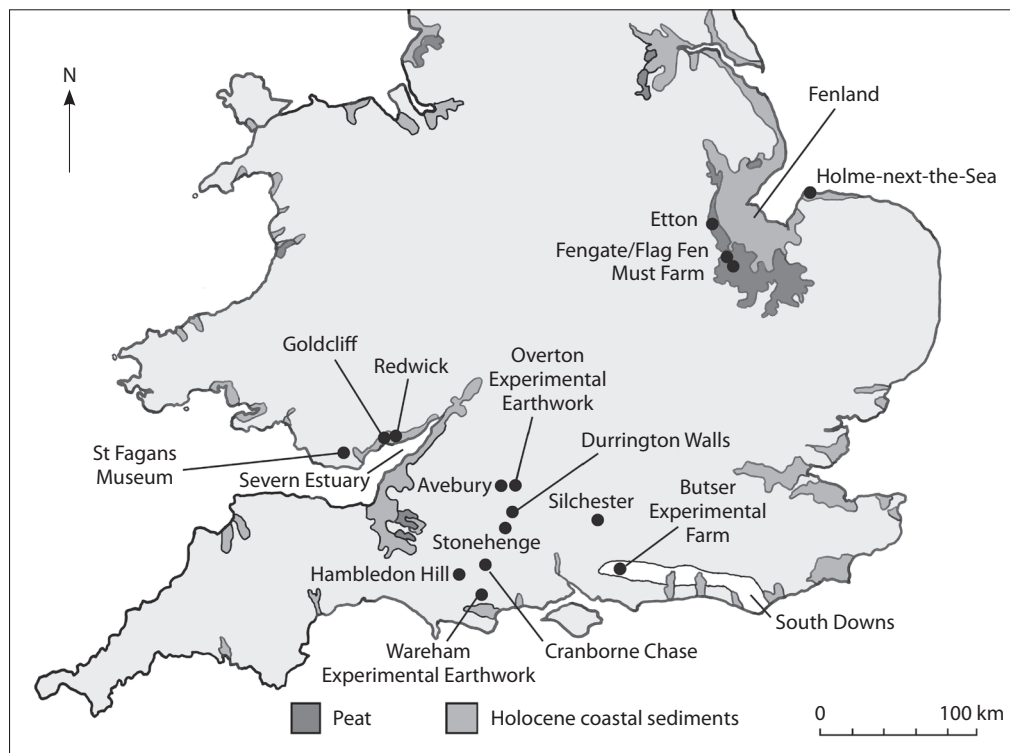 N
Fenland
Holme-next-the-Sea
Etton
Fengate/Flag Fen
Must Farm
Goldcliff
Redwick
Overton
Experimental
Earthwork
St Fagans
Museum
Severn Estuary
Durrington Walls
Avebury
Silchester
Butser
Experimental
Farm
Stonehenge
Hambledon Hill
South Downs
Wareham
Experimental Earthwork
Cranborne Chase
Peat
Holocene coastal sediments
0
100 km